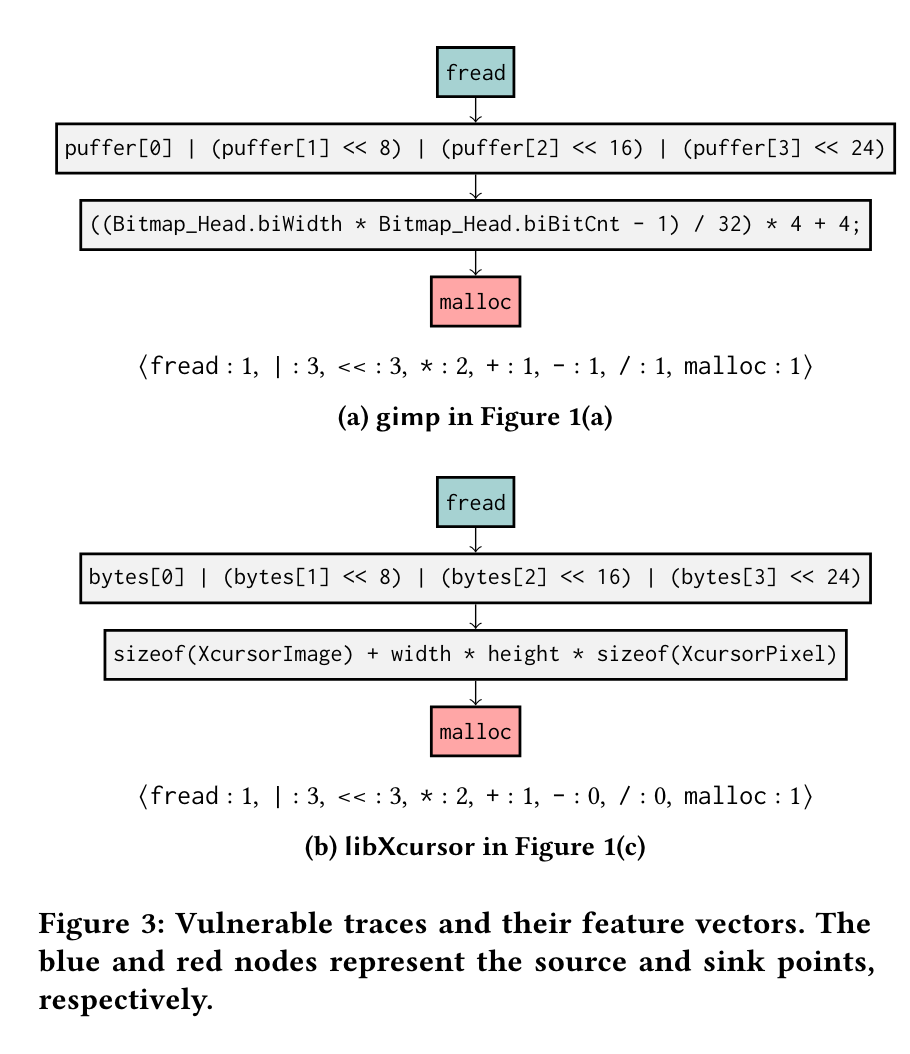 fread
puffer[0] | (puffer[1] << 8) | (puffer[2] << 16) | (puffer[3] << 24)
((Bitmap_Head.biWidth * Bitmap_Head.biBitCnt - 1) / 32) * 4 + 4;
malloc
⟨fread : 1, | : 3, << : 3, * : 2, + : 1, - : 1, / : 1, malloc : 1⟩
(a) gimp in Figure 1(a)
fread
bytes[0] | (bytes[1] << 8) | (bytes[2] << 16) | (bytes[3] << 24)
sizeof(XcursorImage) + width * height * sizeof(XcursorPixel)
malloc
⟨fread : 1, | : 3, << : 3, * : 2, + : 1, - : 0, / : 0, malloc : 1⟩
(b) libXcursor in Figure 1(c)
Figure 3: Vulnerable traces and their feature vectors. The
blue and red nodes represent the source and sink points,
respectively.